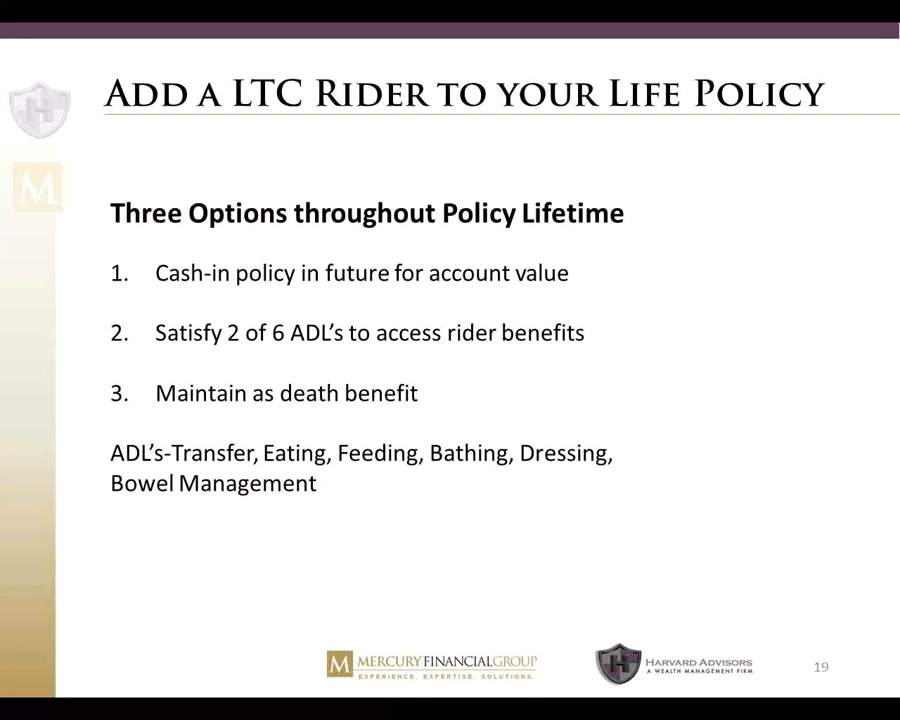 ADD A LTC RIDER TO YOUR LIFE POLICY
M
Three Options throughout Policy Lifetime
1. Cash-in policy in future for account value
2. Satisfy 2 of 6 ADL’s to access rider benefits
3. Maintain as death benefit
ADL’s-Transfer, Eating, Feeding, Bathing, Dressing,
Bowel Management
M MERCURY FINANCIAL GROUP
EXPERIENCE. EXPERTISE. SOLUTIONS.
H HARVARD ADVISORS
A WEALTH MANAGEMENT FIRM
19